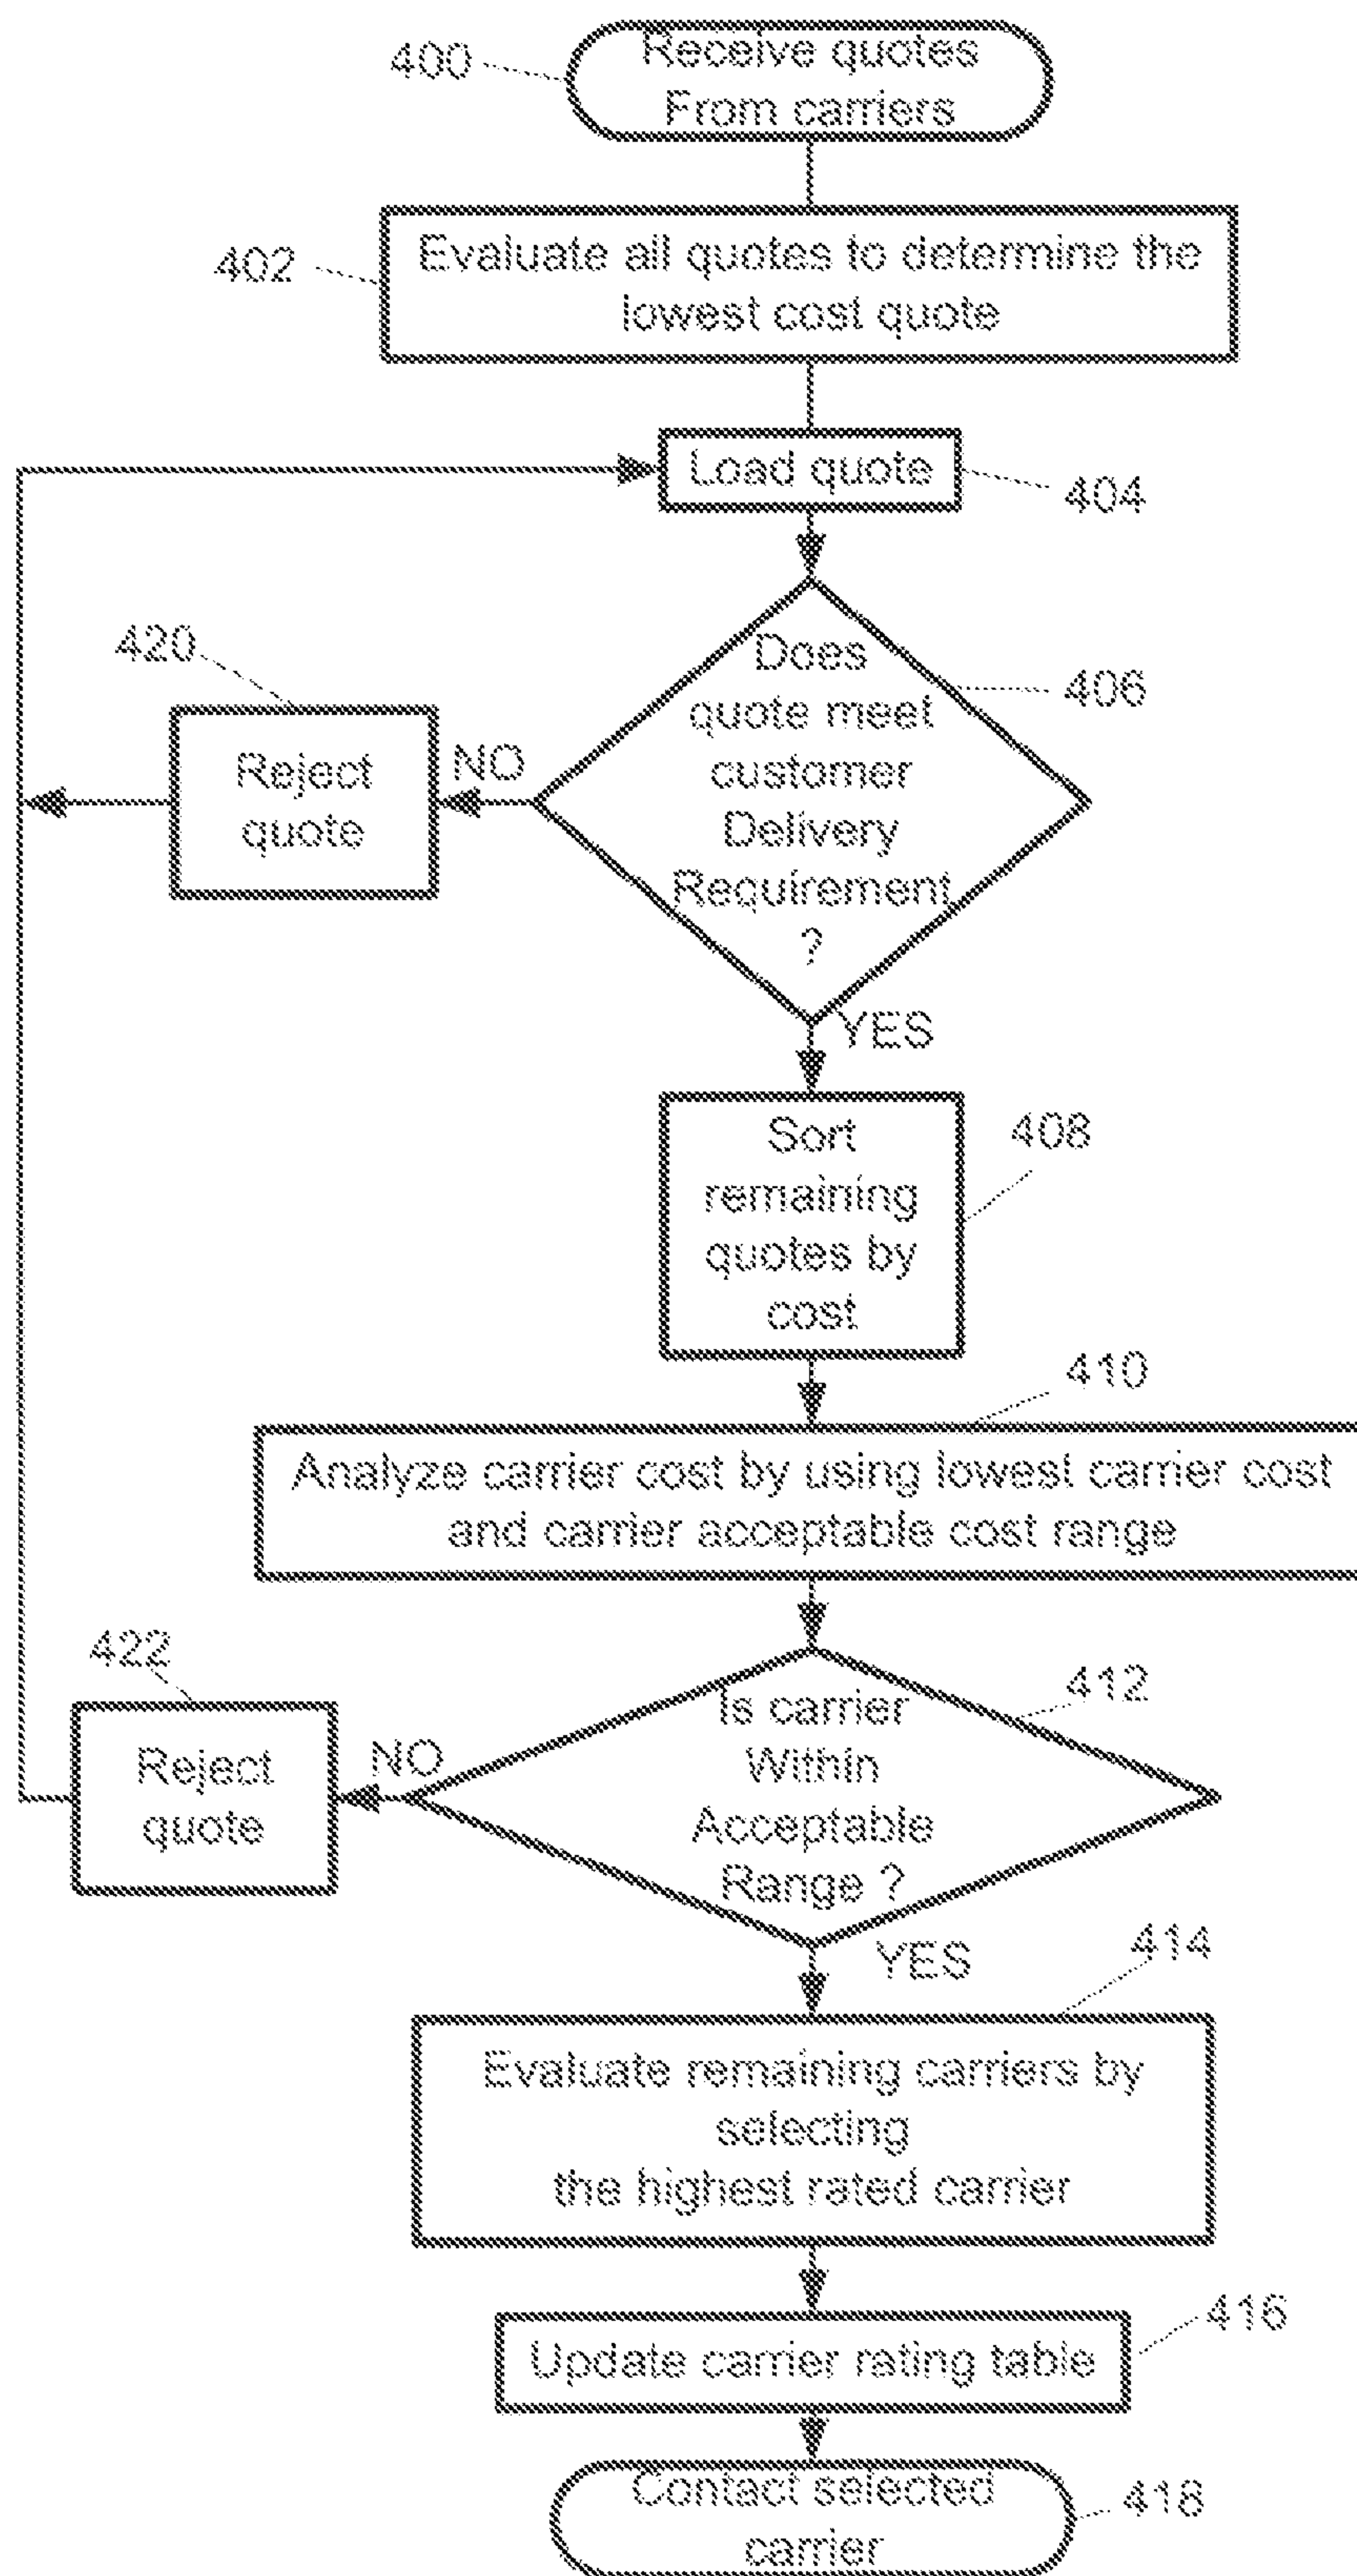 400
Receive quotes
From carriers
402
Evaluate all quotes to determine the
lowest cost quote
Load quote
404
420
Does
quote meet
customer
Delivery
Requirement
?
406
Reject
quote
NO
YES
Sort
remaining
quotes by
cost
408
410
Analyze carrier cost by using lowest carrier cost
and carrier acceptable cost range
422
Is carrier
Within
Acceptable
Range ?
412
Reject
quote
NO
YES
414
Evaluate remaining carriers by
selecting
the highest rated carrier
416
Update carrier rating table
Contact selected
carrier
418